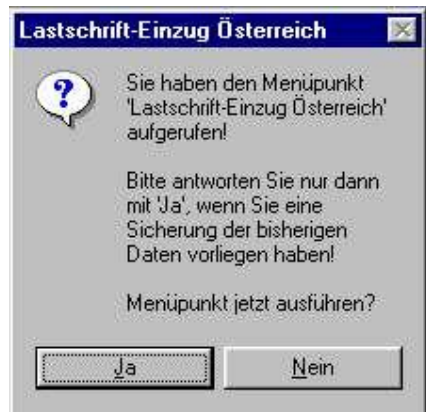 Lastschrift-Einzug Österreich
Sie haben den Menüpunkt
'Lastschrift-Einzug Österreich'
aufgerufen!
Bitte antworten Sie nur dann
mit 'Ja', wenn Sie eine
Sicherung der bisherigen
Daten vorliegen haben!
Menüpunkt jetzt ausführen?
Ja
Nein